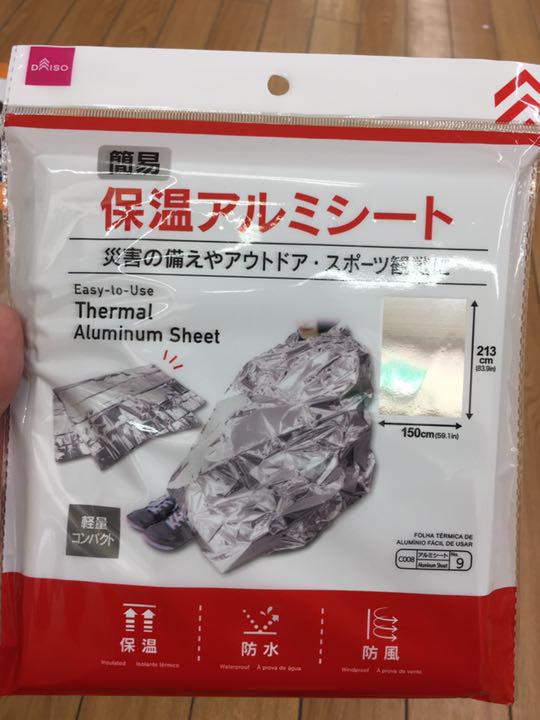 DAISO
簡易
保温アルミシート
災害の備えやアウトドア・スポーツ観戦に
Easy-to-Use
Thermal
Aluminum Sheet
213
cm
(83.9in)
150cm(59.1in)
軽量
コンパクト
FOLHA TÉRMICA DE
ALUMÍNIO FÁCIL DE USAR
C008 アルミシート No.
Aluminum Sheet 9
保温 防水 防風
Insulated Isolante térmico Waterproof À prova de água Windproof À prova de vento